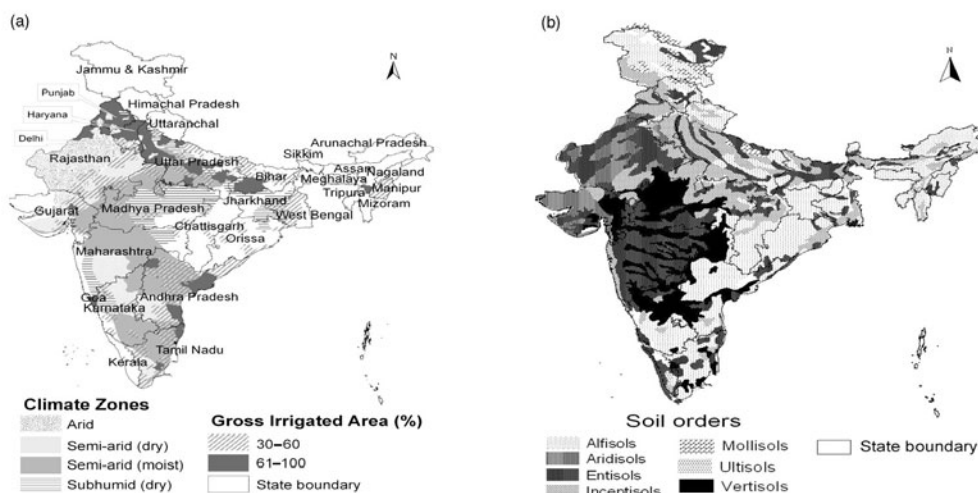 (a)
N
Jammu & Kashmir
Punjab
Himachal Pradesh
Haryana
Uttaranchal
Delhi
Arunachal Pradesh
Rajasthan
Uttar Pradesh
Sikkim
Assam
Nagaland
Bihar
Meghalaya
Manipur
Gujarat
Madhya Pradesh
Jharkhand
Tripura
Mizoram
West Bengal
Chattisgarh
Orissa
Maharashtra
Goa
Andhra Pradesh
Karnataka
Tamil Nadu
Kerala
Climate Zones
Arid
Semi-arid (dry)
Semi-arid (moist)
Subhumid (dry)
Gross Irrigated Area (%)
30–60
61–100
State boundary
(b)
N
Soil orders
Alfisols
Aridisols
Entisols
Inceptisols
Mollisols
Ultisols
Vertisols
State boundary